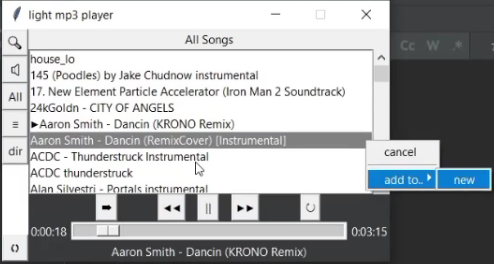 light mp3 player
All Songs
Cc W .*
house_lo
145 (Poodles) by Jake Chudnow instrumental
17. New Element Particle Accelerator (Iron Man 2 Soundtrack)
All
24kGoldn - CITY OF ANGELS
►Aaron Smith - Dancin (KRONO Remix)
Aaron Smith - Dancin (RemixCover) [Instrumental]
dir
ACDC - Thunderstruck Instrumental
ACDC thunderstruck
Alan Silvestri - Portals instrumental
cancel
add to..
new
0:00:18
0:03:15
Aaron Smith - Dancin (KRONO Remix)